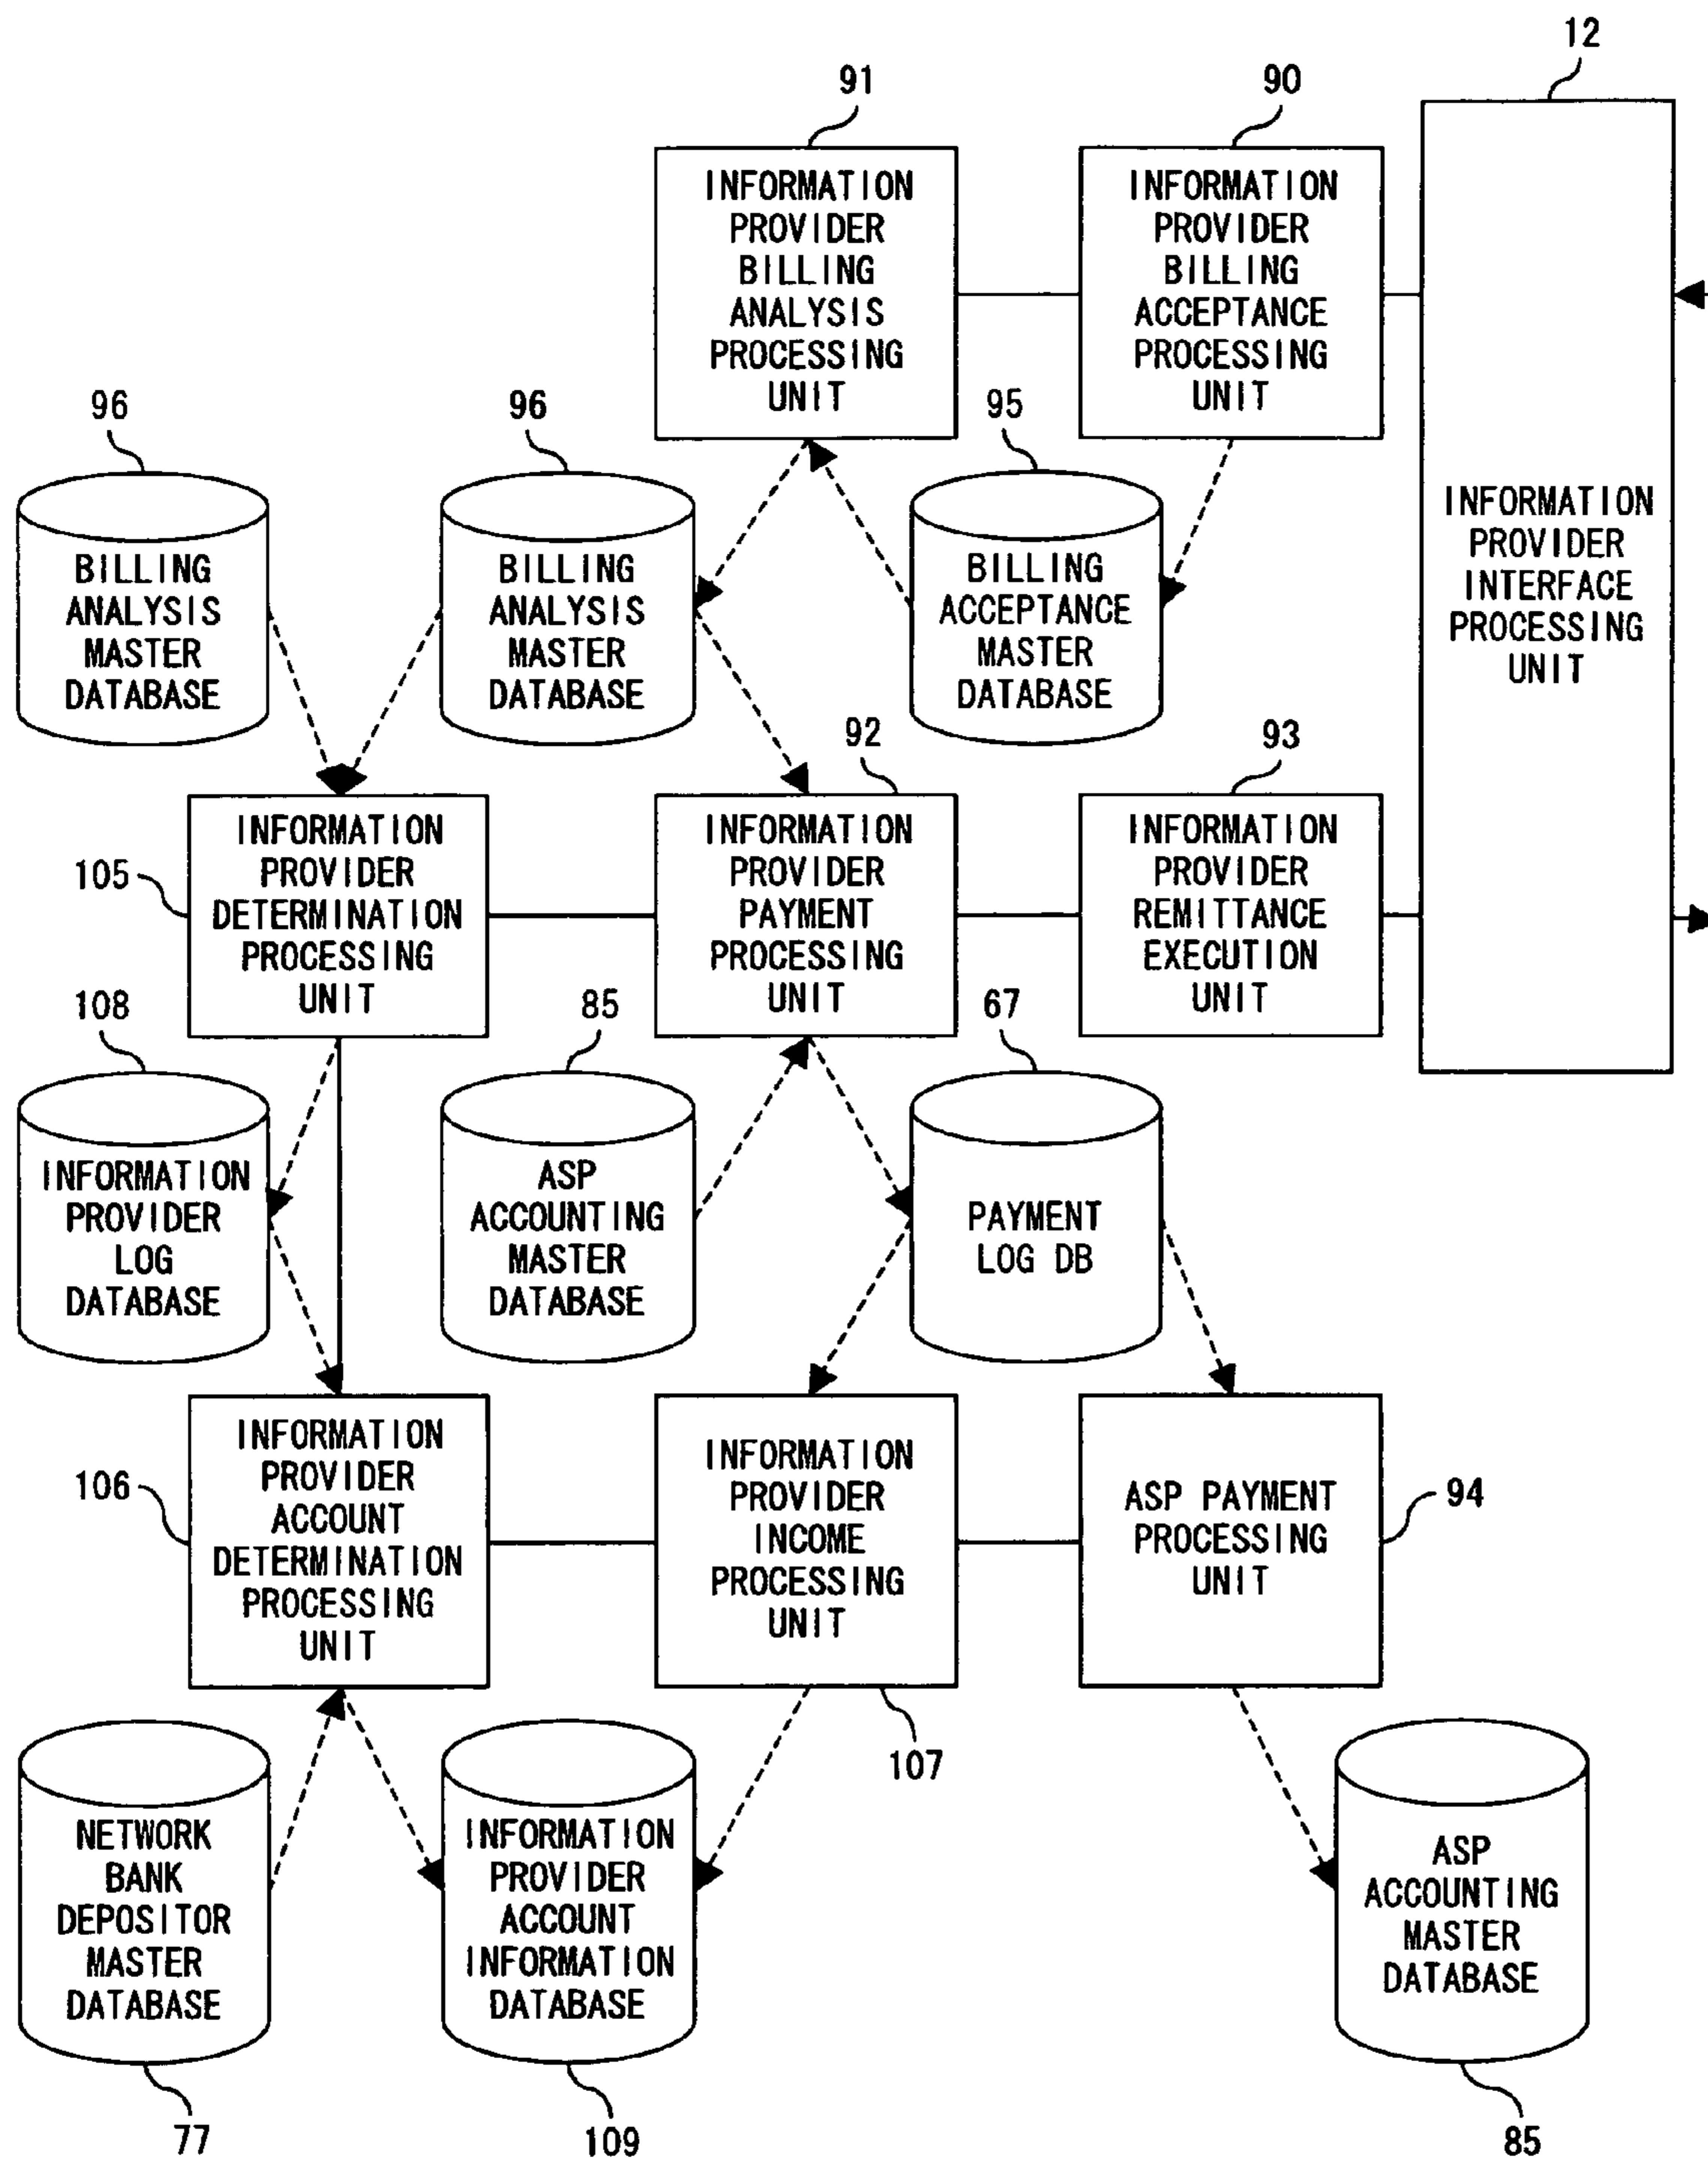 12
91
90
INFORMATION
PROVIDER
BILLING
ANALYSIS
PROCESSING
UNIT
INFORMATION
PROVIDER
BILLING
ACCEPTANCE
PROCESSING
UNIT
INFORMATION
PROVIDER
INTERFACE
PROCESSING
UNIT
96
96
95
BILLING
ANALYSIS
MASTER
DATABASE
BILLING
ANALYSIS
MASTER
DATABASE
BILLING
ACCEPTANCE
MASTER
DATABASE
92
93
105
INFORMATION
PROVIDER
DETERMINATION
PROCESSING
UNIT
INFORMATION
PROVIDER
PAYMENT
PROCESSING
UNIT
INFORMATION
PROVIDER
REMITTANCE
EXECUTION
UNIT
108
85
67
INFORMATION
PROVIDER
LOG
DATABASE
ASP
ACCOUNTING
MASTER
DATABASE
PAYMENT
LOG DB
106
INFORMATION
PROVIDER
ACCOUNT
DETERMINATION
PROCESSING
UNIT
INFORMATION
PROVIDER
INCOME
PROCESSING
UNIT
ASP PAYMENT
PROCESSING
UNIT
94
107
NETWORK
BANK
DEPOSITOR
MASTER
DATABASE
INFORMATION
PROVIDER
ACCOUNT
INFORMATION
DATABASE
ASP
ACCOUNTING
MASTER
DATABASE
77
109
85